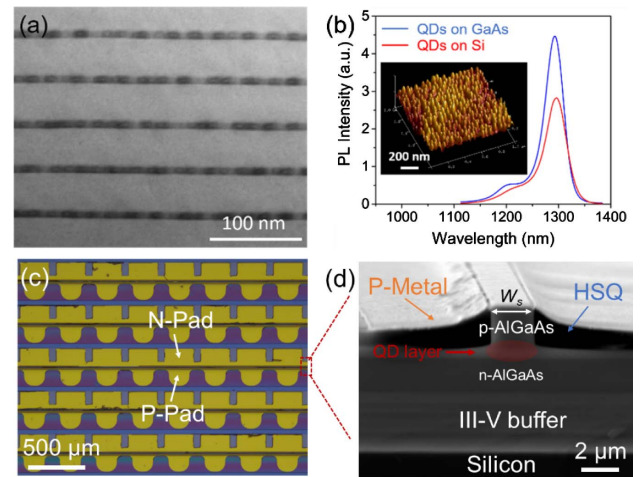 (a)
100 nm
(b)
QDs on GaAs
QDs on Si
200 nm
PL Intensity (a.u.)
5
4
3
2
1
0
1000
1100
1200
1300
1400
Wavelength (nm)
(c)
N-Pad
P-Pad
500 μm
(d)
P-Metal
Ws
HSQ
p-AlGaAs
QD layer
n-AlGaAs
III-V buffer
Silicon
2 μm